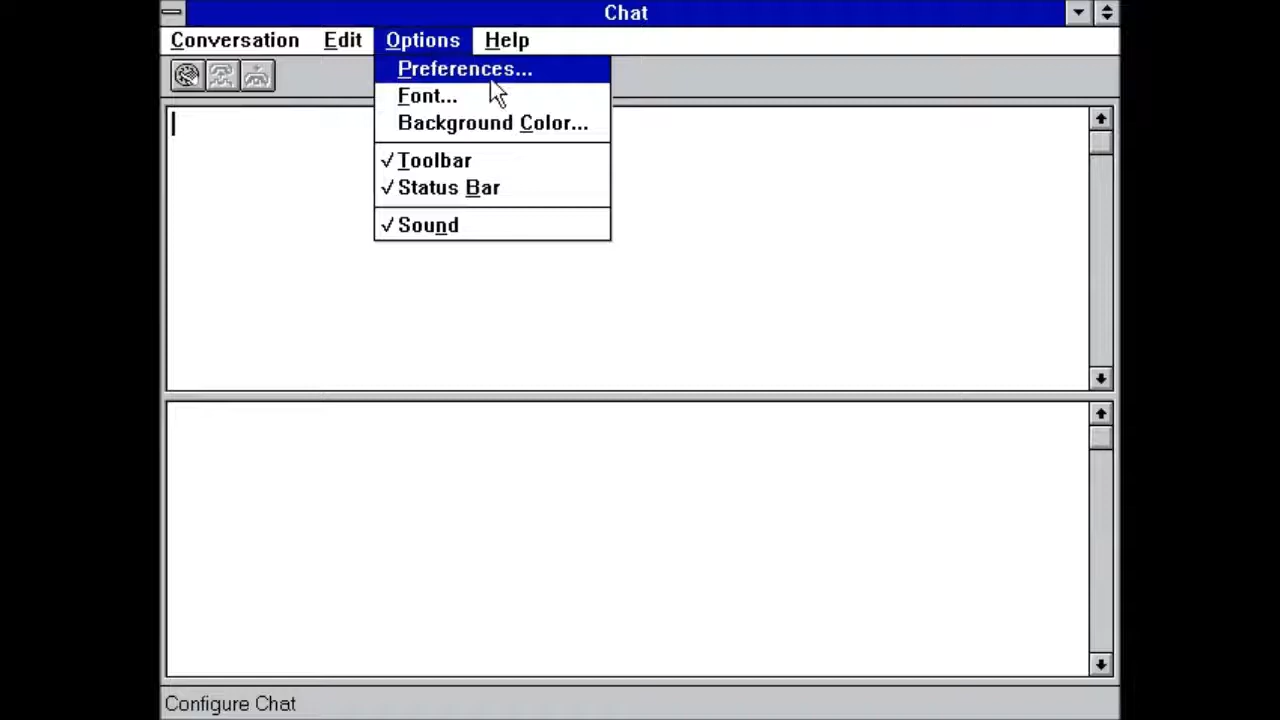 Chat
Conversation Edit Options Help
Preferences...
Font...
Background Color...
✓Toolbar
✓Status Bar
✓Sound
Configure Chat